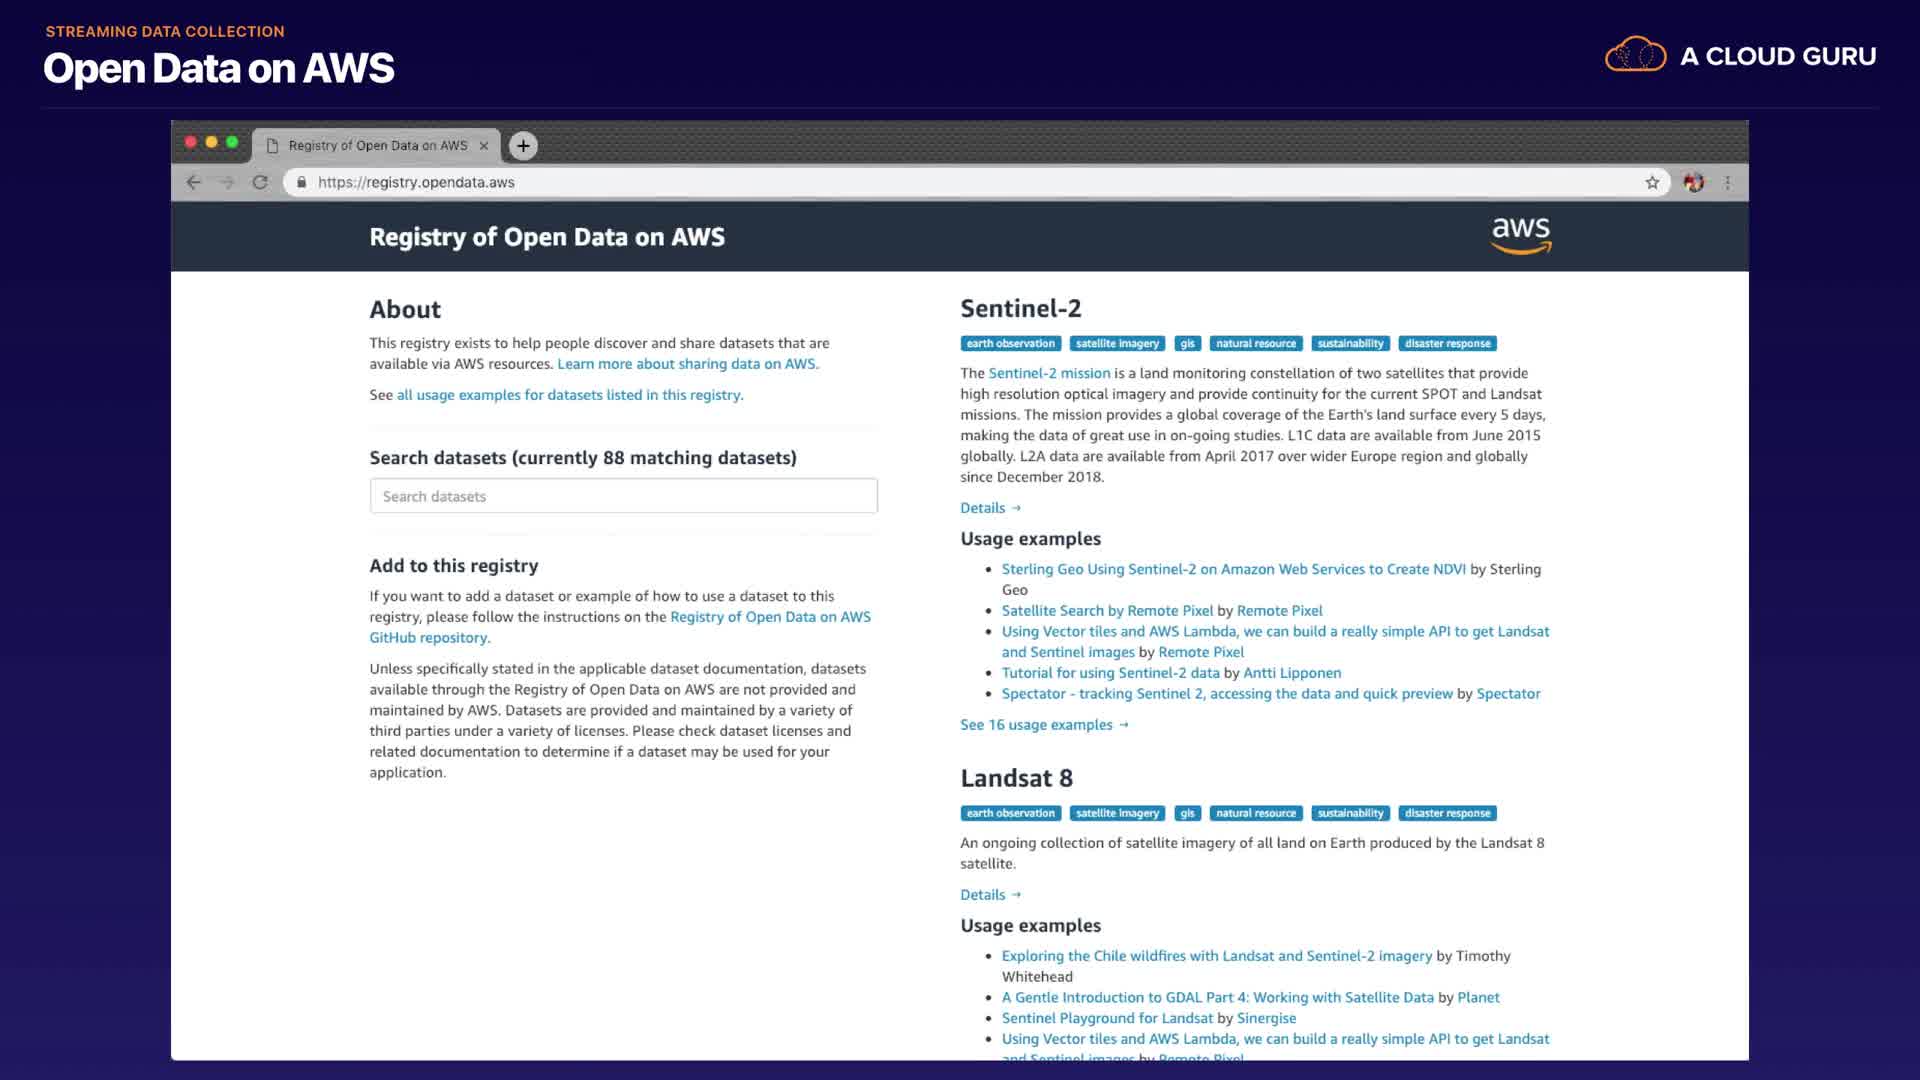 STREAMING DATA COLLECTION
Open Data on AWS
A CLOUD GURU
Registry of Open Data on AWS
https://registry.opendata.aws
Registry of Open Data on AWS
aws
About
This registry exists to help people discover and share datasets that are
available via AWS resources. Learn more about sharing data on AWS.
See all usage examples for datasets listed in this registry.
Search datasets (currently 88 matching datasets)
Search datasets
Add to this registry
If you want to add a dataset or example of how to use a dataset to this
registry, please follow the instructions on the Registry of Open Data on AWS
GitHub repository.
Unless specifically stated in the applicable dataset documentation, datasets
available through the Registry of Open Data on AWS are not provided and
maintained by AWS. Datasets are provided and maintained by a variety of
third parties under a variety of licenses. Please check dataset licenses and
related documentation to determine if a dataset may be used for your
application.
Sentinel-2
earth observation satellite imagery gis natural resource sustainability disaster response
The Sentinel-2 mission is a land monitoring constellation of two satellites that provide
high resolution optical imagery and provide continuity for the current SPOT and Landsat
missions. The mission provides a global coverage of the Earth's land surface every 5 days,
making the data of great use in on-going studies. L1C data are available from June 2015
globally. L2A data are available from April 2017 over wider Europe region and globally
since December 2018.
Details →
Usage examples
• Sterling Geo Using Sentinel-2 on Amazon Web Services to Create NDVI by Sterling
Geo
• Satellite Search by Remote Pixel by Remote Pixel
• Using Vector tiles and AWS Lambda, we can build a really simple API to get Landsat
and Sentinel images by Remote Pixel
• Tutorial for using Sentinel-2 data by Antti Lipponen
• Spectator - tracking Sentinel 2, accessing the data and quick preview by Spectator
See 16 usage examples →
Landsat 8
earth observation satellite imagery gis natural resource sustainability disaster response
An ongoing collection of satellite imagery of all land on Earth produced by the Landsat 8
satellite.
Details →
Usage examples
• Exploring the Chile wildfires with Landsat and Sentinel-2 imagery by Timothy
Whitehead
• A Gentle Introduction to GDAL Part 4: Working with Satellite Data by Planet
• Sentinel Playground for Landsat by Sinergise
• Using Vector tiles and AWS Lambda, we can build a really simple API to get Landsat
and Sentinel images by Remote Pixel